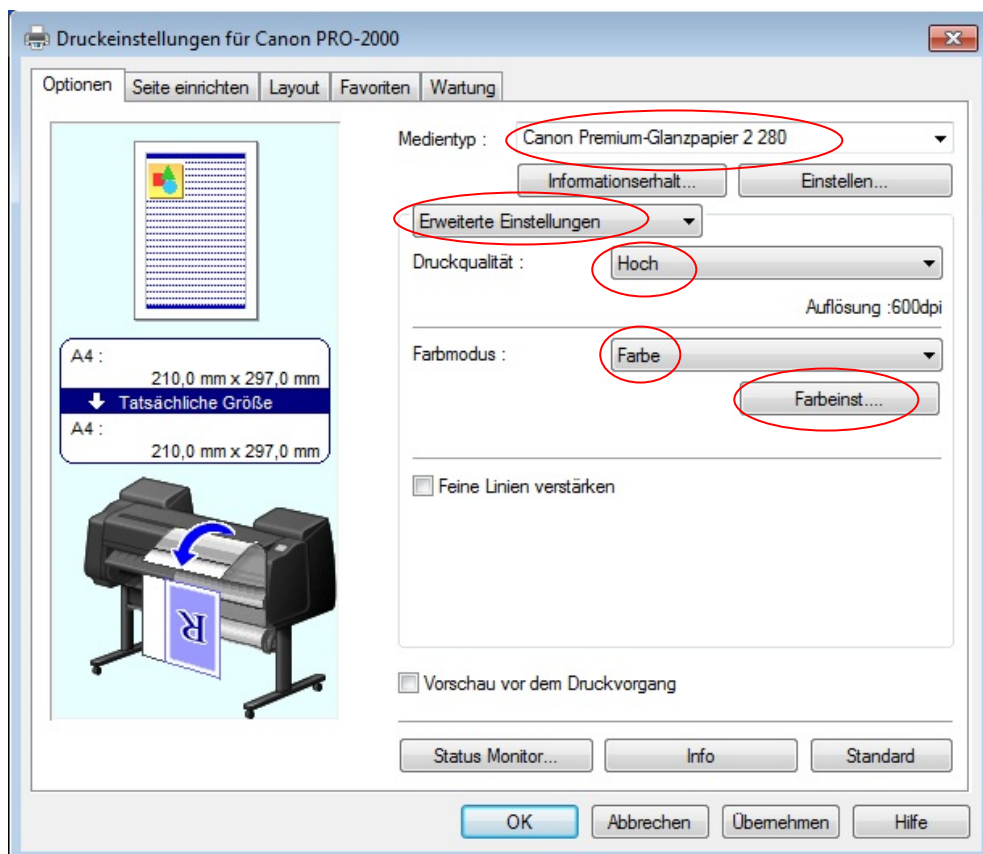 Druckeinstellungen für Canon PRO-2000
Optionen Seite einrichten Layout Favoriten Wartung
Medientyp : Canon Premium-Glanzpapier 2 280
Informationserhalt... Einstellen...
Erweiterte Einstellungen
Druckqualität : Hoch
Auflösung :600dpi
Farbmodus : Farbe
Farbeinst....
A4 :
210,0 mm x 297,0 mm
Tatsächliche Größe
A4 :
210,0 mm x 297,0 mm
Feine Linien verstärken
R
Vorschau vor dem Druckvorgang
Status Monitor... Info Standard
OK Abbrechen Übernehmen Hilfe